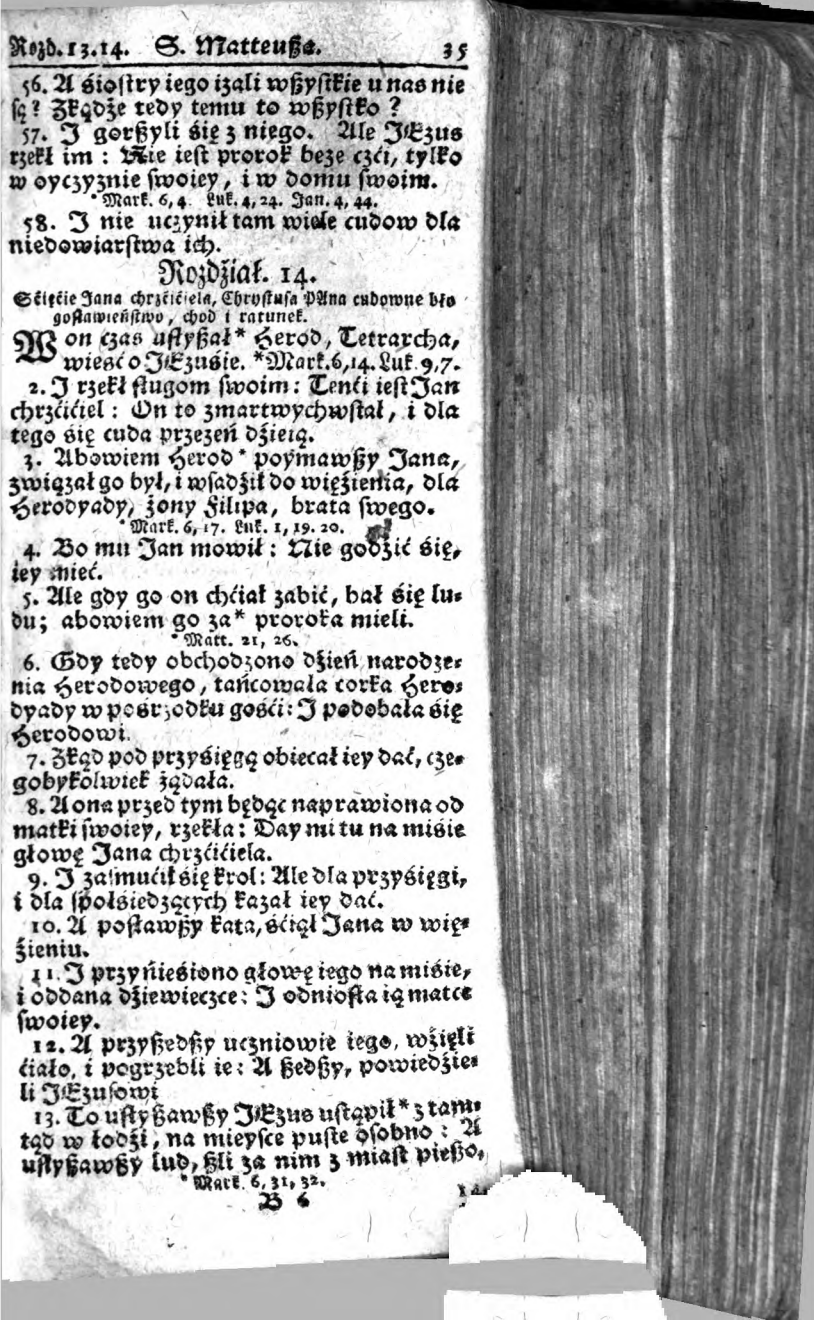 Rozd. 13.14. S. Matteuszá. 35
56. A śiostry iego izali wszystkie u nas nie
są? Zkądże tedy temu to wszystko?
57. I gorszyli się z niego. Ale JEzus
rzekł im: Nie iest prorok beze czći, tylko
w oyczyznie swoiey, i w domu swoim.
* Mark. 6, 4. Luk. 4, 24. Jan. 4, 44.
58. I nie uczynił tam wiele cudow dla
niedowiarstwa ich.
Rozdźiał. 14.
Sćięćie Jana chrzćićiela, Chrystusa PAna cudowne bło-
gosławieństwo, chod i ratunek.
W on czas usłyszał* Herod, Tetrarcha,
wieść o JEzuśie. *Mark. 6, 14. Luk. 9, 7.
2. I rzekł sługom swoim: Tenći iest Jan
chrzćićiel: On to zmartwychwstał, i dla
tego się cuda przezeń dźieią.
3. Abowiem Herod* poymawszy Jana,
związał go był, i wsadźił do więźienia, dla
Herodyady, żony Filipa, brata swego.
* Mark. 6, 17. Luk. 1, 19. 20.
4. Bo mu Jan mowił: Nie godźić się,
iey mieć.
5. Ale gdy go on chćiał zabić, bał się lu-
du; abowiem go za* proroka mieli.
* Matt. 21, 26.
6. Gdy tedy obchodzono dźień narodze-
nia Herodowego, tańcowała corka Hero-
dyady w pośrzodku gośći: I podobała się
Herodowi.
7. Zkąd pod przyśięgą obiecał iey dać, cze-
gobykolwiek żądała.
8. A ona przed tym będąc naprawiona od
matki swoiey, rzekła: Day mi tu na miśie
głowę Jana chrzćićiela.
9. I zasmućił się krol: Ale dla przyśięgi,
i dla społsiedzących kazał iey dać.
10. A posławszy kata, śćiął Jana w wię-
źieniu.
11. I przynieśiono głowę iego na miśie,
i oddana dźiewieczce: I odniosła ią matce
swoiey.
12. A przyszedszy uczniowie iego, wźięli
ćiało, i pogrzebli ie: A szedszy, powiedźie-
li JEzusowi
13. To usłyszawszy JEzus ustąpił* z tam-
tąd w łodźi, na mieysce puste osobno: A
usłyszawszy lud, szli za nim z miast pieszo.
* Mark. 6, 31, 32.
B 6